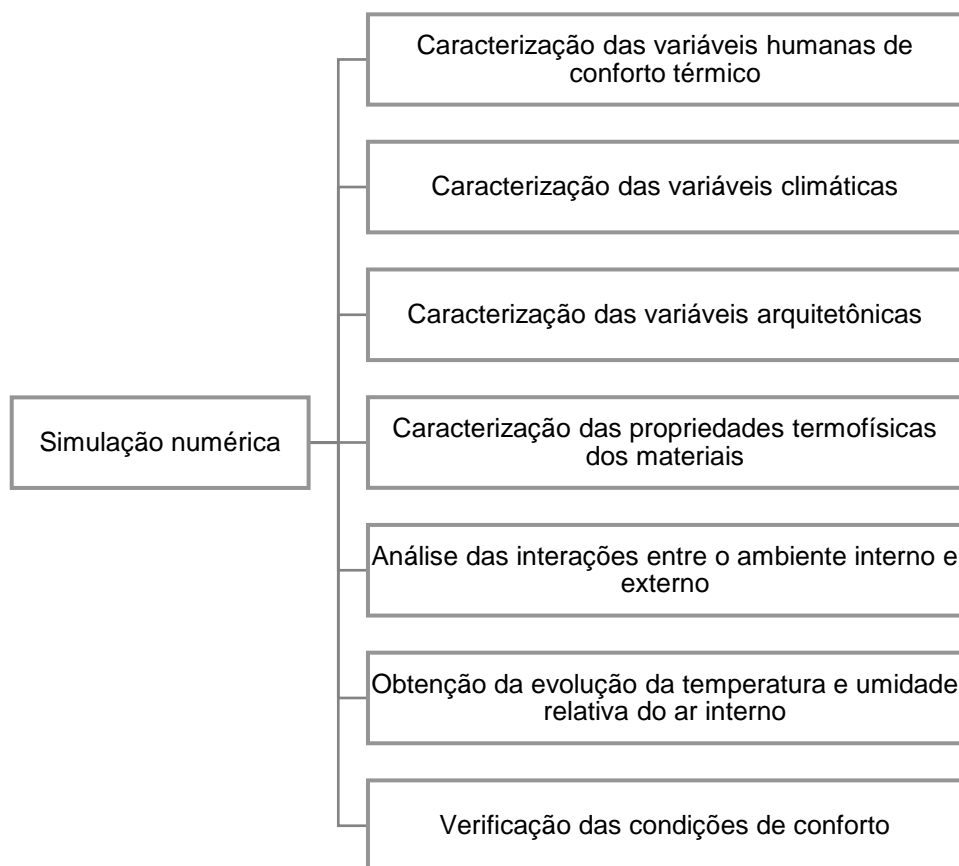 Caracterização das variáveis humanas de
conforto térmico
Caracterização das variáveis climáticas
Caracterização das variáveis arquitetônicas
Simulação numérica
Caracterização das propriedades termofísicas
dos materiais
Análise das interações entre o ambiente interno e
externo
Obtenção da evolução da temperatura e umidade
relativa do ar interno
Verificação das condições de conforto